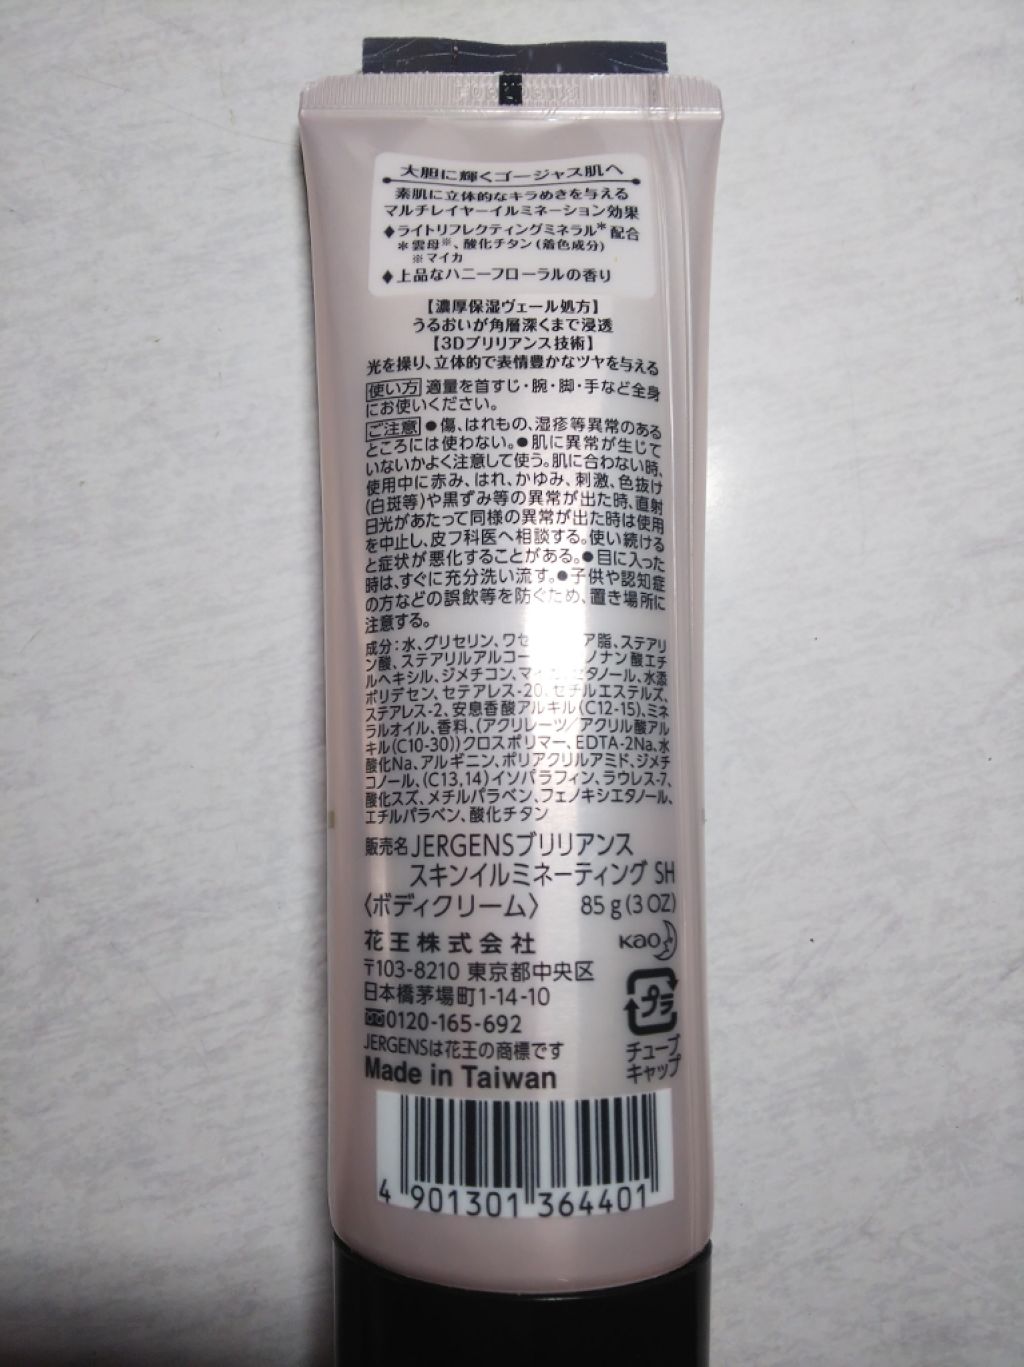 大胆に輝くゴージャス肌へ
素肌に立体的なキラめきを与える
マルチレイヤーイルミネーション効果
♦ライトリフレクティングミネラル*配合
*雲母※、酸化チタン(着色成分)
※マイカ
♦上品なハニーフローラルの香り
【濃厚保湿ヴェール処方】
うるおいが角層深くまで浸透
【3Dブリリアンス技術】
光を操り、立体的で表情豊かなツヤを与える
使い方 適量を首すじ・腕・脚・手など全身
にお使いください。
ご注意 ●傷、はれもの、湿疹等異常のある
ところには使わない。●肌に異常が生じて
いないかよく注意して使う。肌に合わない時、
使用中に赤み、はれ、かゆみ、刺激、色抜け
(白斑等)や黒ずみ等の異常が出た時、直射
日光があたって同様の異常が出た時は使用
を中止し、皮フ科医へ相談する。使い続ける
と症状が悪化することがある。●目に入った
時は、すぐに充分洗い流す。●子供や認知症
の方などの誤飲等を防ぐため、置き場所に
注意する。
成分:水、グリセリン、ワセ ア脂、ステアリ
ン酸、ステアリルアルコー ノナン酸エチ
ルヘキシル、ジメチコン、マイ タノール、水添
ポリデセン、セテアレス-20、セチルエステルズ、
ステアレス-2、安息香酸アルキル(C12-15)、ミネ
ラルオイル、香料、(アクリレーツ/アクリル酸アル
キル(C10-30))クロスポリマー、EDTA-2Na、水
酸化Na、アルギニン、ポリアクリルアミド、ジメチ
コノール、(C13,14)イソパラフィン、ラウレス-7、
酸化スズ、メチルパラベン、フェノキシエタノール、
エチルパラベン、酸化チタン
販売名 JERGENSブリリアンス
スキンイルミネーティング SH
〈ボディクリーム〉 85g(3 OZ)
花王株式会社 Kao
〒103-8210 東京都中央区
日本橋茅場町1-14-10
0120-165-692
プラ
JERGENSは花王の商標です
チューブ
キャップ
Made in Taiwan
4 901301 364401